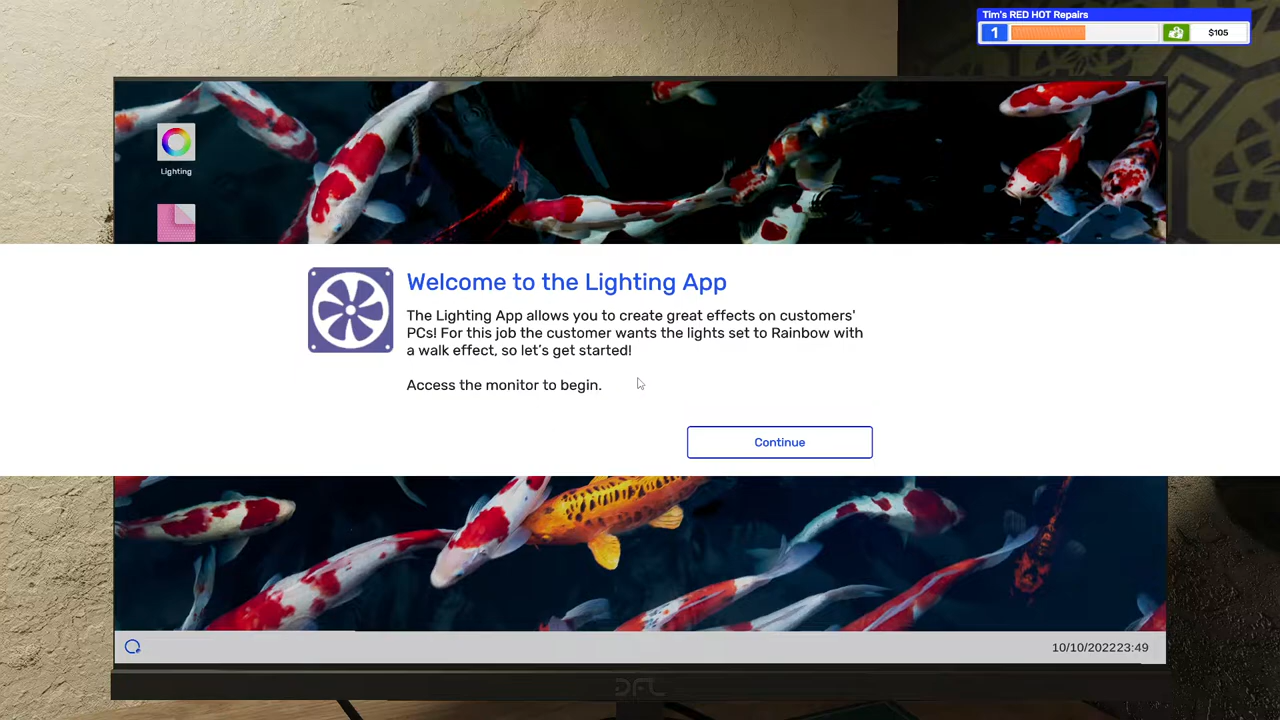 Tim's RED HOT Repairs
1
$105
Lighting
Welcome to the Lighting App
The Lighting App allows you to create great effects on customers'
PCs! For this job the customer wants the lights set to Rainbow with
a walk effect, so let's get started!
Access the monitor to begin.
Continue
10/10/202223:49
DFL